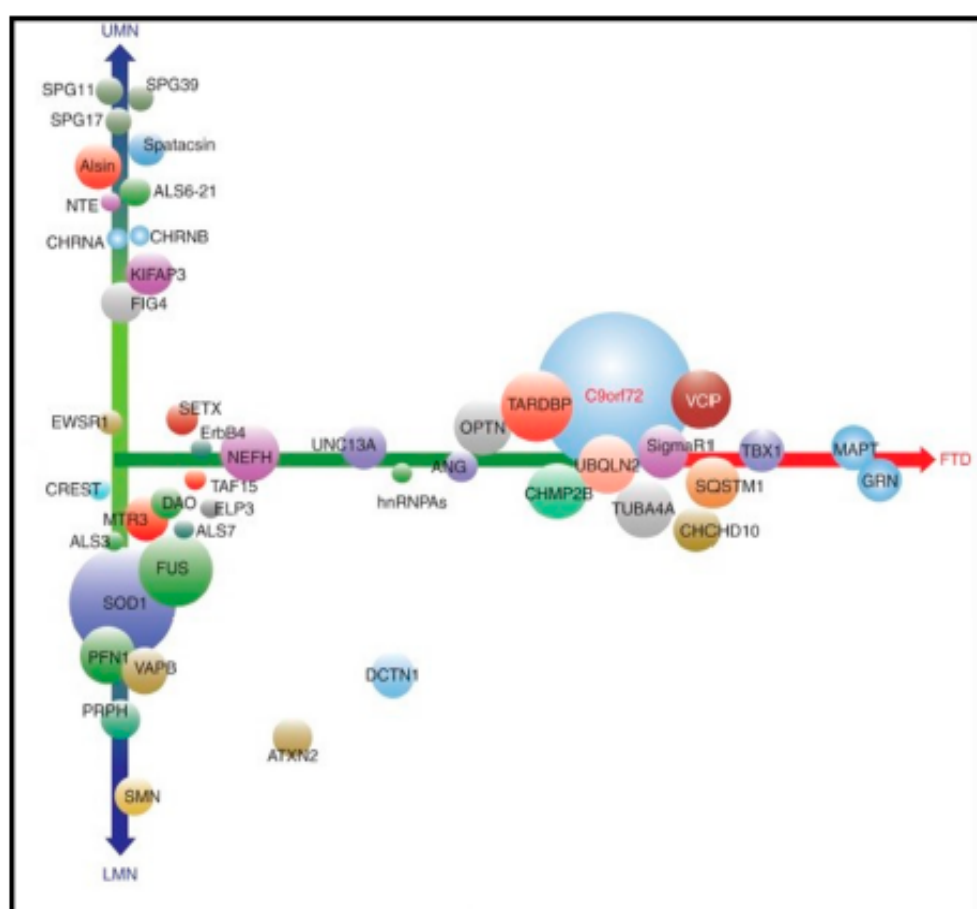 UMN
SPG11
SPG39
SPG17
Spatacsin
Alsin
ALS6-21
NTE
CHRNA
CHRNB
KIFAP3
FIG4
C9orf72
VCIP
TARDBP
SETX
EWSR1
OPTN
ErbB4
UNC13A
SigmaR1
TBX1
MAPT
FTD
NEFH
ANG
UBQLN2
GRN
TAF15
CREST
hnRNPAs
CHMP2B
SQSTM1
DAO
ELP3
TUBA4A
MTR3
ALS7
CHCHD10
ALS3
FUS
SOD1
PFN1
VAPB
DCTN1
PRPH
ATXN2
SMN
LMN